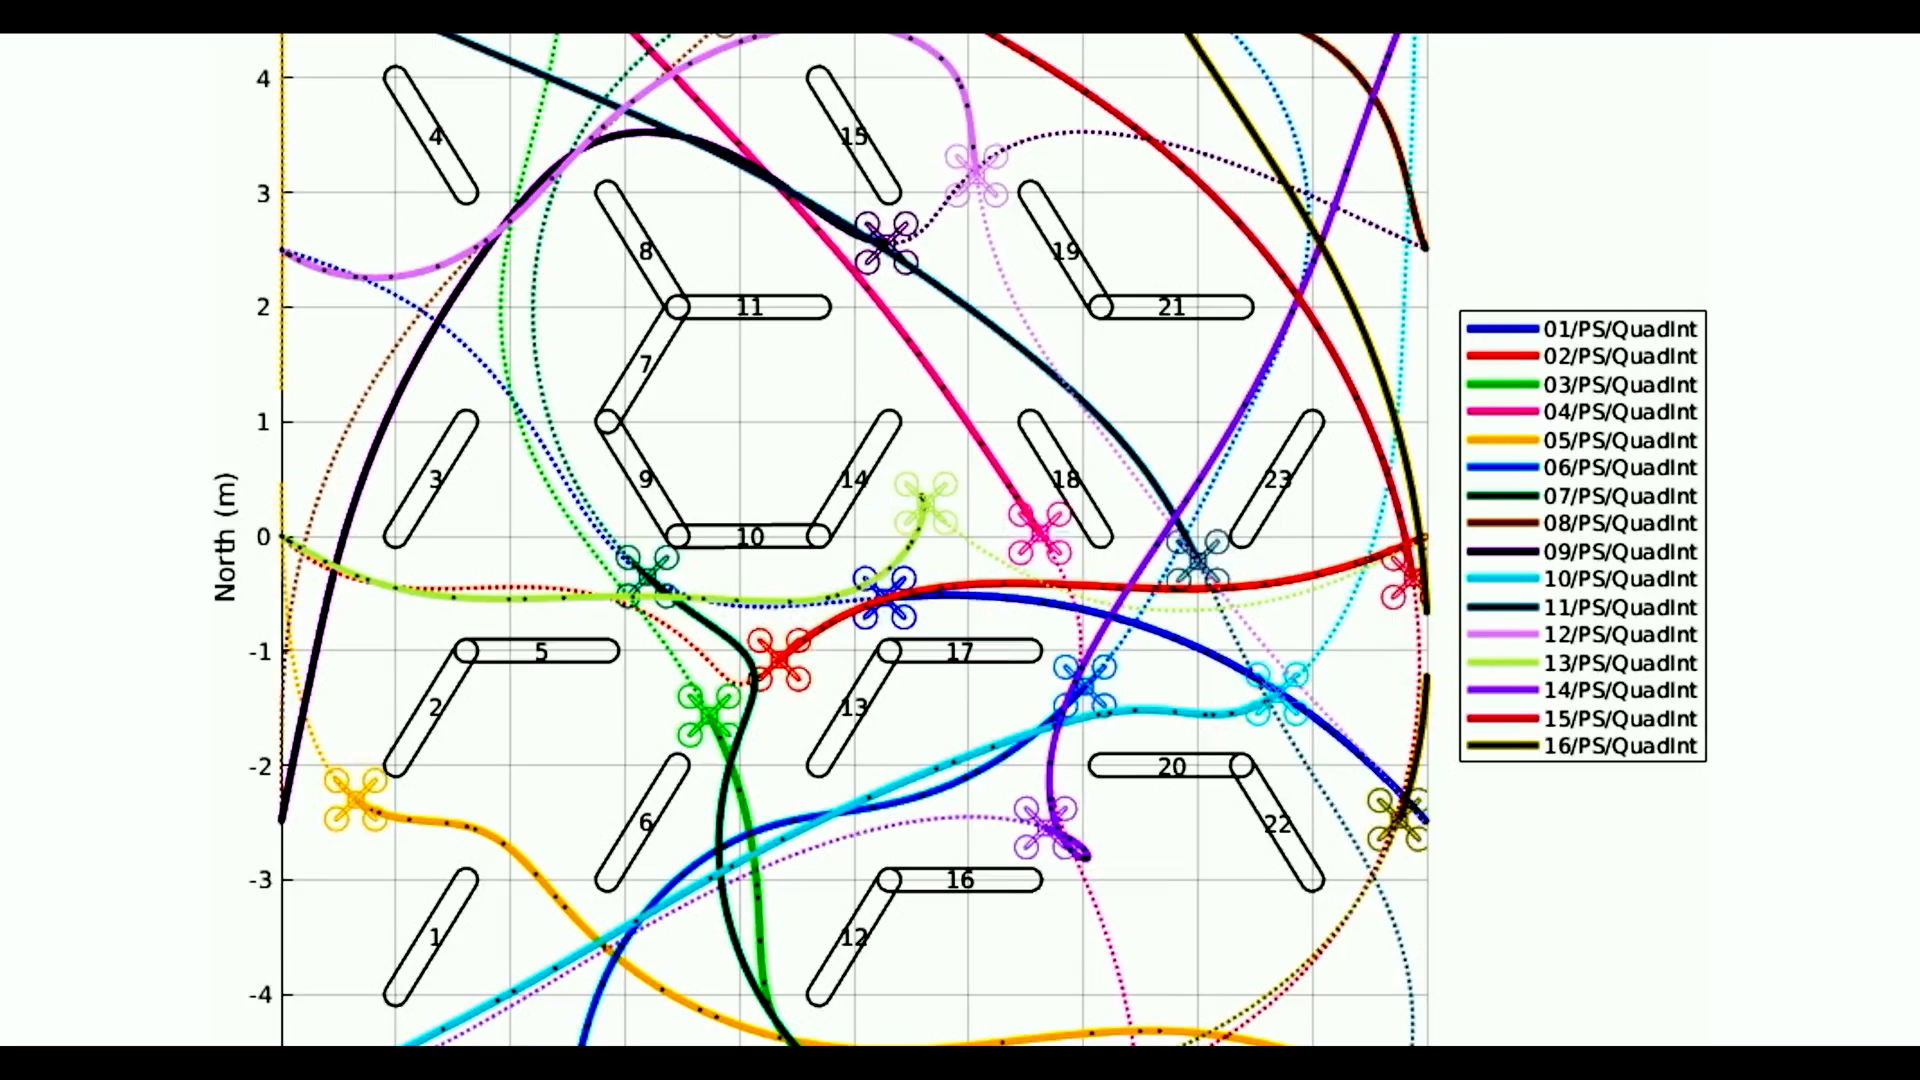 North (m)
4
3
2
1
0
-1
-2
-3
-4
4
15
8
19
11
21
7
3
9
14
18
23
10
5
17
2
13
20
6
22
16
1
12
01/PS/QuadInt
02/PS/QuadInt
03/PS/QuadInt
04/PS/QuadInt
05/PS/QuadInt
06/PS/QuadInt
07/PS/QuadInt
08/PS/QuadInt
09/PS/QuadInt
10/PS/QuadInt
11/PS/QuadInt
12/PS/QuadInt
13/PS/QuadInt
14/PS/QuadInt
15/PS/QuadInt
16/PS/QuadInt